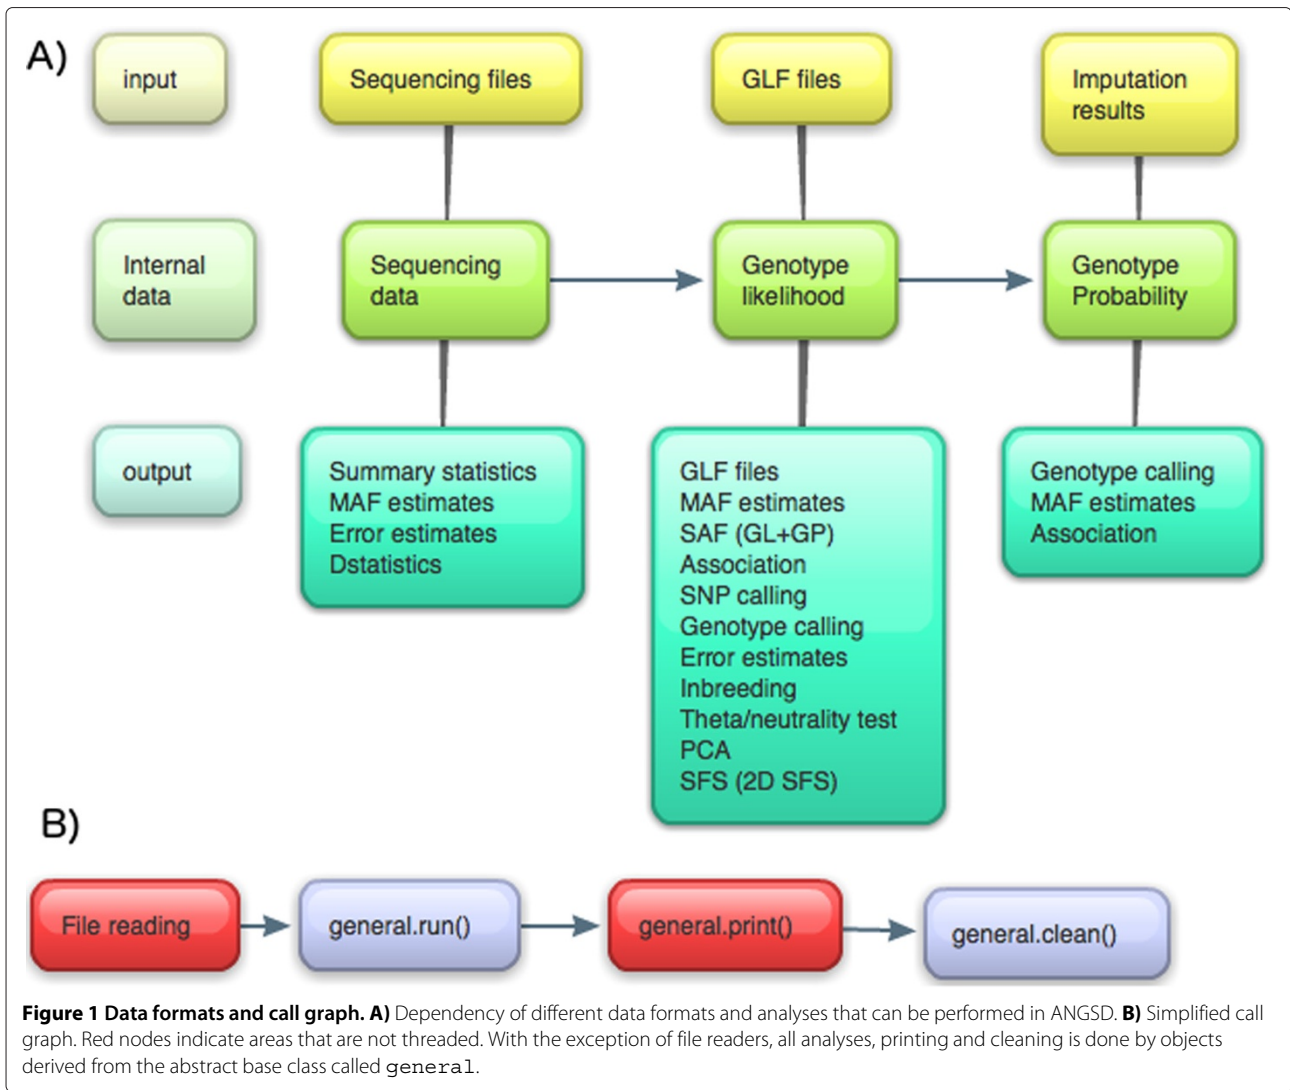 A)
input
Sequencing files
GLF files
Imputation
results
Internal
data
Sequencing
data
Genotype
likelihood
Genotype
Probability
output
Summary statistics
MAF estimates
Error estimates
Dstatistics
GLF files
MAF estimates
SAF (GL+GP)
Association
SNP calling
Genotype calling
Error estimates
Inbreeding
Theta/neutrality test
PCA
SFS (2D SFS)
Genotype calling
MAF estimates
Association
B)
File reading
general.run()
general.print()
general.clean()
Figure 1 Data formats and call graph. A) Dependency of different data formats and analyses that can be performed in ANGSD. B) Simplified call
graph. Red nodes indicate areas that are not threaded. With the exception of file readers, all analyses, printing and cleaning is done by objects
derived from the abstract base class called general.